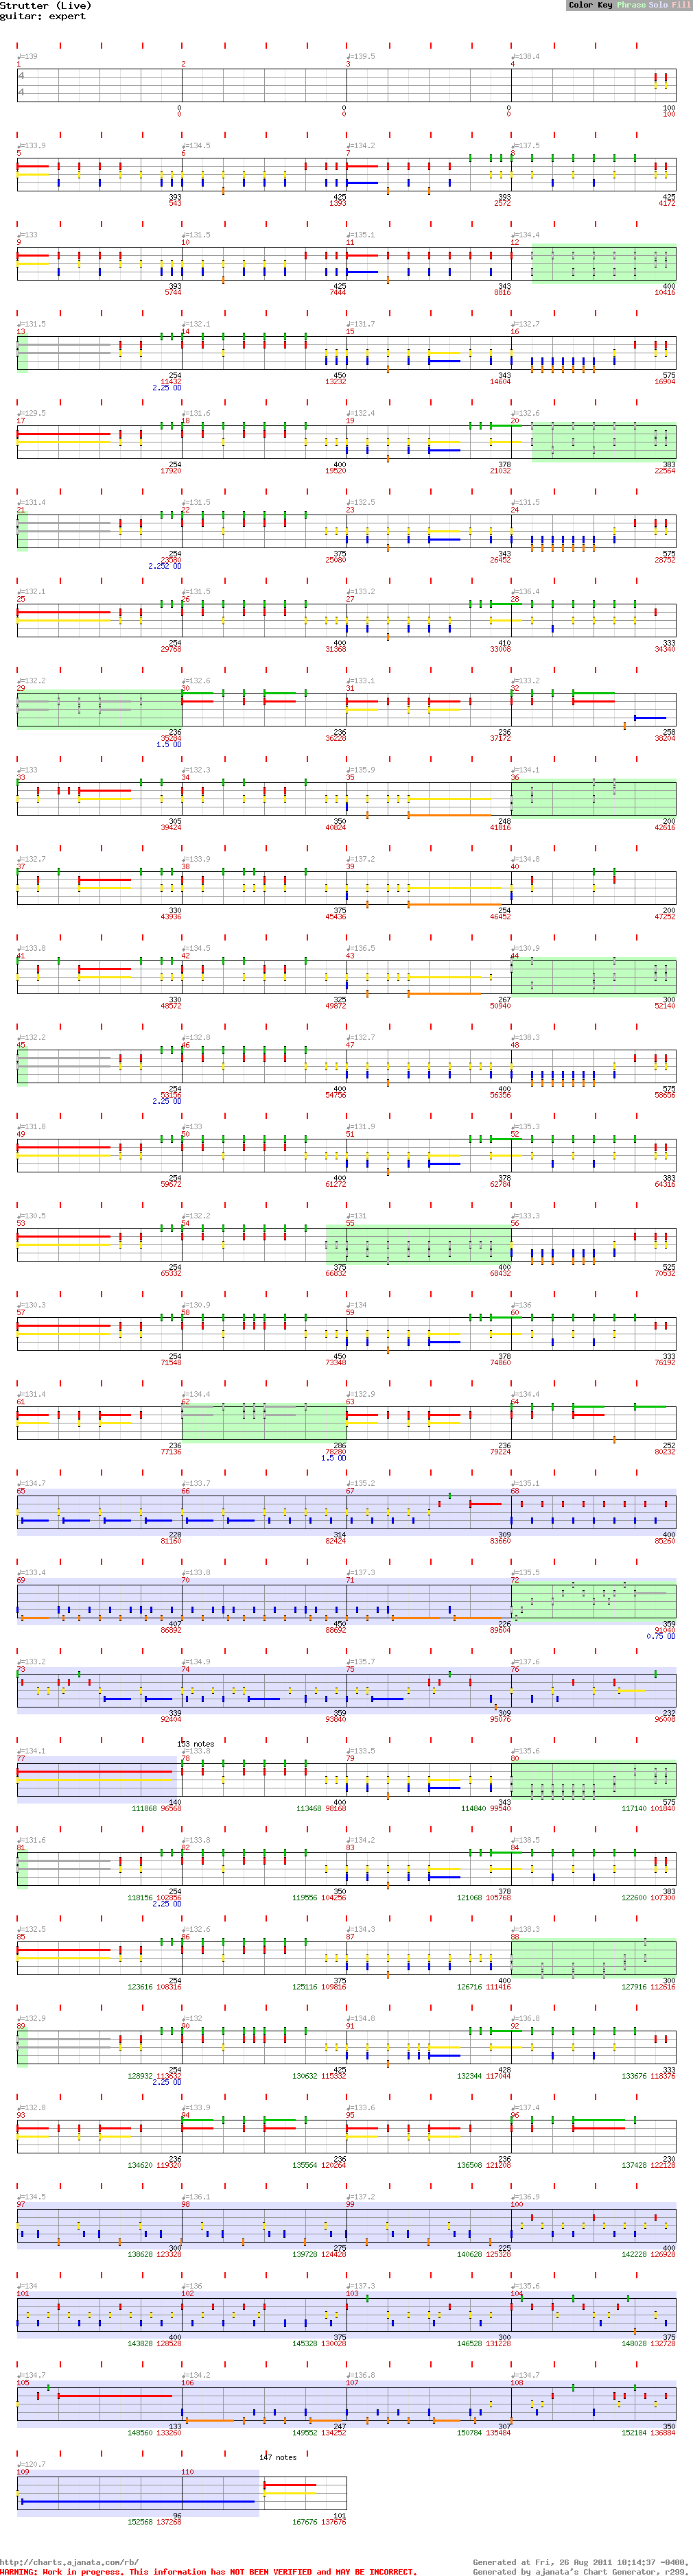 Strutter (Live)
guitar: expert
Color Key Phrase Solo Fill
♩=139 ♩=139.5 ♩=138.4
1 2 3 4
4
4
0 0 0 100
0 0 0 100
♩=133.9 ♩=134.5 ♩=134.2 ♩=137.5
5 6 7 8
393 425 393 425
543 1393 2572 4172
♩=133 ♩=131.5 ♩=135.1 ♩=134.4
9 10 11 12
393 425 343 400
5744 7444 8816 10416
♩=131.5 ♩=132.1 ♩=131.7 ♩=132.7
13 14 15 16
254 450 343 575
11432 13232 14604 16904
2.25 OD
♩=129.5 ♩=131.6 ♩=132.4 ♩=132.6
17 18 19 20
254 400 378 383
17920 19520 21032 22564
♩=131.4 ♩=131.5 ♩=132.5 ♩=131.5
21 22 23 24
254 375 343 575
23580 25080 26452 28752
2.252 OD
♩=132.1 ♩=131.5 ♩=133.2 ♩=136.4
25 26 27 28
254 400 410 333
29768 31368 33008 34340
♩=132.2 ♩=132.6 ♩=133.1 ♩=133.2
29 30 31 32
236 236 236 258
35284 36228 37172 38204
1.5 OD
♩=133 ♩=132.3 ♩=135.9 ♩=134.1
33 34 35 36
305 350 248 200
39424 40824 41816 42616
♩=132.7 ♩=133.9 ♩=137.2 ♩=134.8
37 38 39 40
330 375 254 200
43936 45436 46452 47252
♩=133.8 ♩=134.5 ♩=136.5 ♩=130.9
41 42 43 44
330 325 267 300
48572 49872 50940 52140
♩=132.2 ♩=132.8 ♩=132.7 ♩=138.3
45 46 47 48
254 400 400 575
53156 54756 56356 58656
2.25 OD
♩=131.8 ♩=133 ♩=131.9 ♩=135.3
49 50 51 52
254 400 378 383
59672 61272 62784 64316
♩=130.5 ♩=132.2 ♩=131 ♩=133.3
53 54 55 56
254 375 400 525
65332 66832 68432 70532
♩=130.3 ♩=130.9 ♩=134 ♩=136
57 58 59 60
254 450 378 333
71548 73348 74860 76192
♩=131.4 ♩=134.4 ♩=132.9 ♩=134.4
61 62 63 64
236 286 236 252
77136 78280 79224 80232
1.5 OD
♩=134.7 ♩=133.7 ♩=135.2 ♩=135.1
65 66 67 68
228 314 309 400
81160 82424 83660 85260
♩=133.4 ♩=133.8 ♩=137.3 ♩=135.5
69 70 71 72
407 450 226 359
86892 88692 89604 91040
0.75 OD
♩=133.2 ♩=134.9 ♩=135.7 ♩=137.6
73 74 75 76
339 359 309 232
92404 93840 95076 96008
153 notes
♩=134.1 ♩=133.8 ♩=133.5 ♩=135.6
77 78 79 80
140 400 343 575
111868 96568 113468 98168 114840 99540 117140 101840
♩=131.6 ♩=133.8 ♩=134.2 ♩=138.5
81 82 83 84
254 350 378 383
118156 102856 119556 104256 121068 105768 122600 107300
2.25 OD
♩=132.5 ♩=132.6 ♩=134.3 ♩=138.3
85 86 87 88
254 375 400 300
123616 108316 125116 109816 126716 111416 127916 112616
♩=132.9 ♩=132 ♩=134.8 ♩=136.8
89 90 91 92
254 425 428 333
128932 113632 130632 115332 132344 117044 133676 118376
2.25 OD
♩=132.8 ♩=133.9 ♩=133.6 ♩=137.4
93 94 95 96
236 236 236 230
134620 119320 135564 120264 136508 121208 137428 122128
♩=134.5 ♩=136.1 ♩=137.2 ♩=136.9
97 98 99 100
300 275 225 400
138628 123328 139728 124428 140628 125328 142228 126928
♩=134 ♩=136 ♩=137.3 ♩=135.6
101 102 103 104
400 375 300 375
143828 128528 145328 130028 146528 131228 148028 132728
♩=134.7 ♩=134.2 ♩=136.8 ♩=134.7
105 106 107 108
133 247 307 350
148560 133260 149552 134252 150784 135484 152184 136884
147 notes
♩=120.7
109 110
96 101
152568 137268 167676 137676
http://charts.ajanata.com/rb/
Generated at Fri, 26 Aug 2011 18:14:37 -0400.
WARNING: Work in progress. This information has NOT BEEN VERIFIED and MAY BE INCORRECT.
Generated by ajanata's Chart Generator, r299.